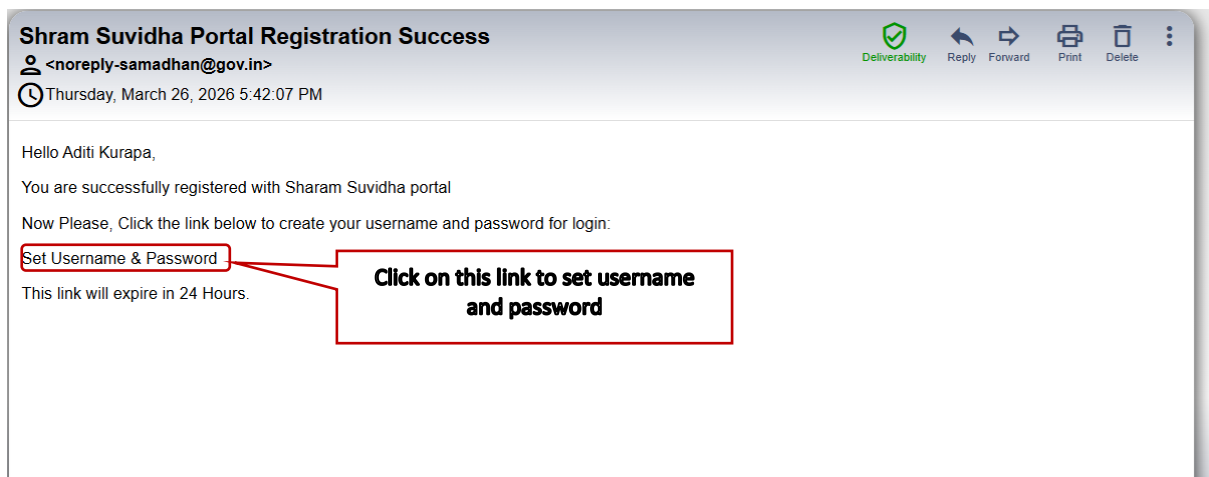 Shram Suvidha Portal Registration Success
<noreply-samadhan@gov.in>
Thursday, March 26, 2026 5:42:07 PM
Deliverability Reply Forward Print Delete
Hello Aditi Kurapa,
You are successfully registered with Sharam Suvidha portal
Now Please, Click the link below to create your username and password for login:
Set Username & Password
This link will expire in 24 Hours.
Click on this link to set username
and password